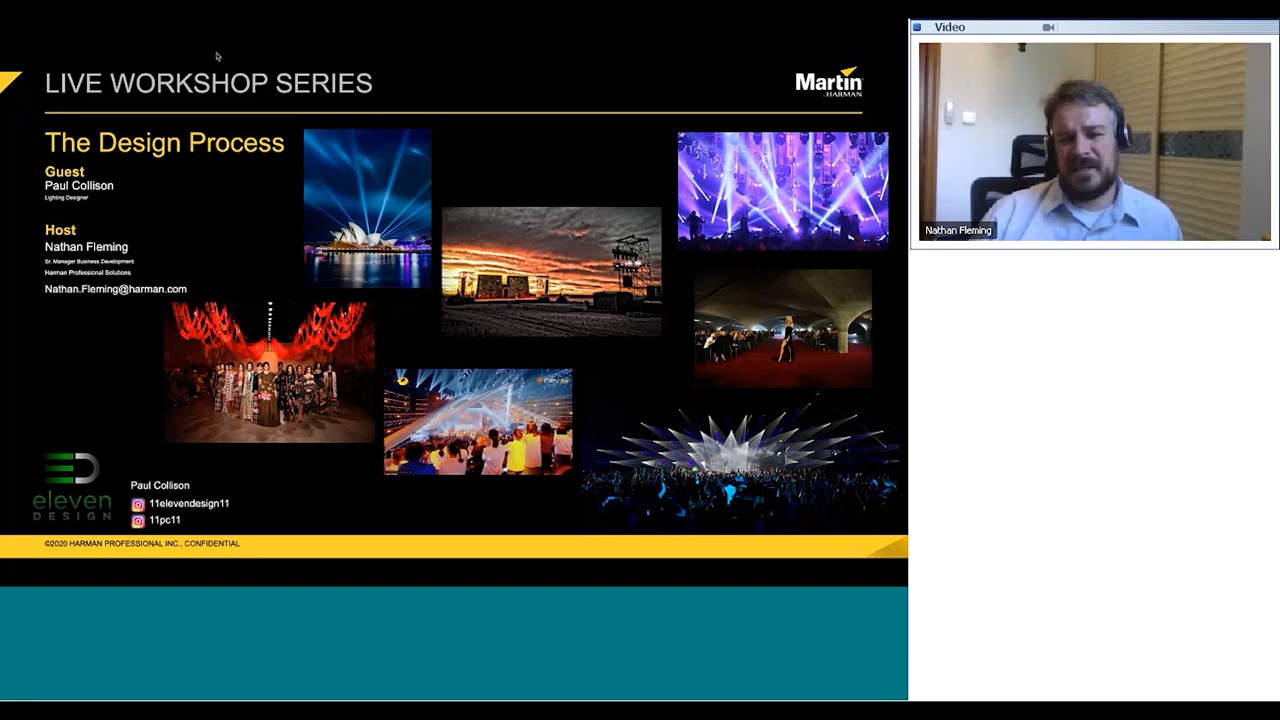 LIVE WORKSHOP SERIES
Martin
by HARMAN
The Design Process
Guest
Paul Collison
Lighting Designer
Host
Nathan Fleming
Sr. Manager Business Development
Harman Professional Solutions
Nathan.Fleming@harman.com
eleven
DESIGN
Paul Collison
11elevendesign11
11pc11
©2020 HARMAN PROFESSIONAL INC., CONFIDENTIAL
Video
Nathan Fleming